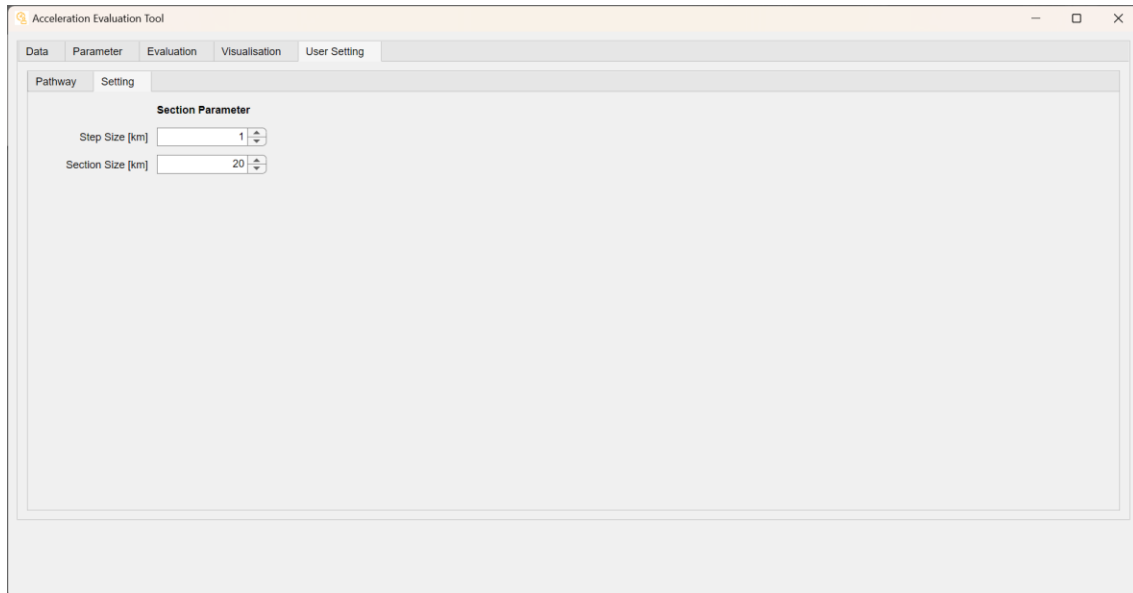 Acceleration Evaluation Tool
Data Parameter Evaluation Visualisation User Setting
Pathway Setting
Section Parameter
Step Size [km] 1
Section Size [km] 20